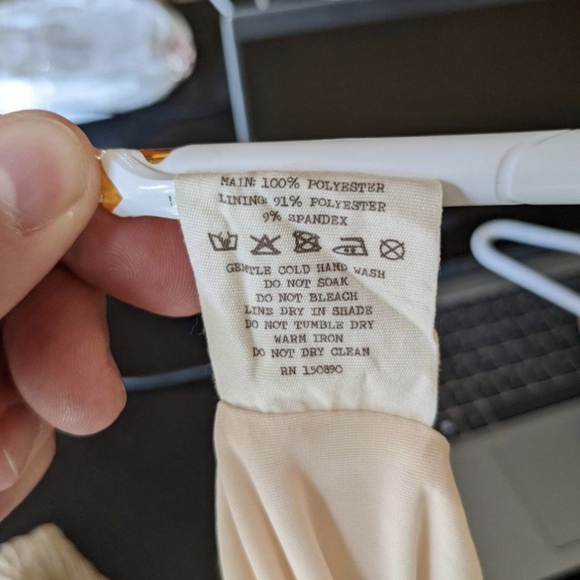 MAIN: 100% POLYESTER
LINING: 91% POLYESTER
9% SPANDEX
GENTLE COLD HAND WASH
DO NOT SOAK
DO NOT BLEACH
LINE DRY IN SHADE
DO NOT TUMBLE DRY
WARM IRON
DO NOT DRY CLEAN
RN 150890